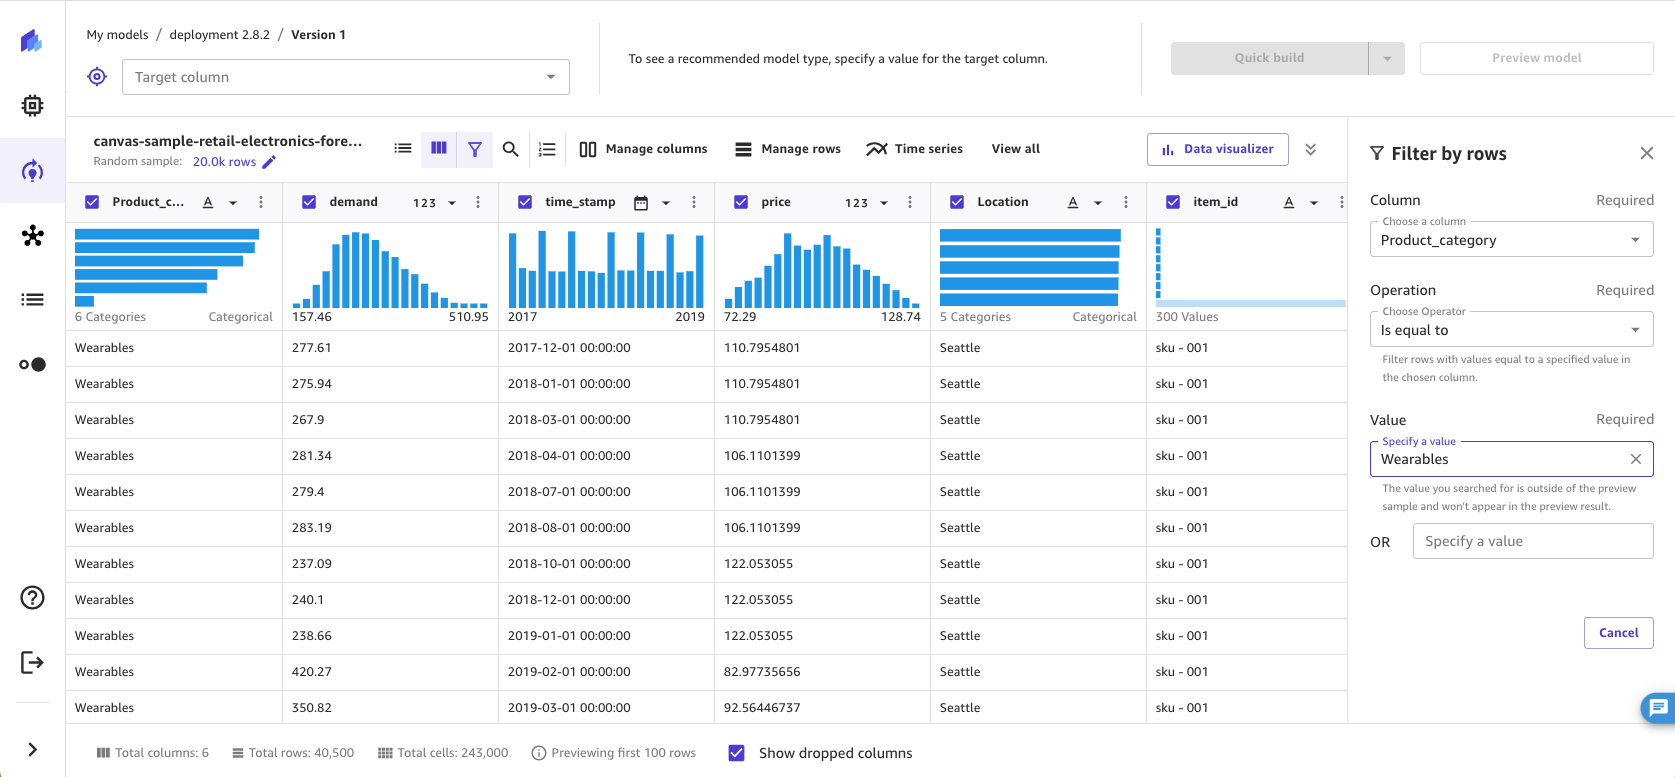 My models / deployment 2.8.2 / Version 1
Target column
To see a recommended model type, specify a value for the target column.
Quick build
Preview model
canvas-sample-retail-electronics-fore...
Random sample: 20.0k rows
Manage columns
Manage rows
Time series
View all
Data visualizer
Product_c... A
demand 123
time_stamp
price 123
Location A
item_id A
6 Categories Categorical
157.46 510.95
2017 2019
72.29 128.74
5 Categories Categorical
300 Values
Wearables 277.61 2017-12-01 00:00:00 110.7954801 Seattle sku - 001
Wearables 275.94 2018-01-01 00:00:00 110.7954801 Seattle sku - 001
Wearables 267.9 2018-03-01 00:00:00 110.7954801 Seattle sku - 001
Wearables 281.34 2018-04-01 00:00:00 106.1101399 Seattle sku - 001
Wearables 279.4 2018-07-01 00:00:00 106.1101399 Seattle sku - 001
Wearables 283.19 2018-08-01 00:00:00 106.1101399 Seattle sku - 001
Wearables 237.09 2018-10-01 00:00:00 122.053055 Seattle sku - 001
Wearables 240.1 2018-12-01 00:00:00 122.053055 Seattle sku - 001
Wearables 238.66 2019-01-01 00:00:00 122.053055 Seattle sku - 001
Wearables 420.27 2019-02-01 00:00:00 82.97735656 Seattle sku - 001
Wearables 350.82 2019-03-01 00:00:00 92.56446737 Seattle sku - 001
Total columns: 6
Total rows: 40,500
Total cells: 243,000
Previewing first 100 rows
Show dropped columns
Filter by rows
Column Required
Choose a column
Product_category
Operation Required
Choose Operator
Is equal to
Filter rows with values equal to a specified value in
the chosen column.
Value Required
Specify a value
Wearables
The value you searched for is outside of the preview
sample and won't appear in the preview result.
OR Specify a value
Cancel